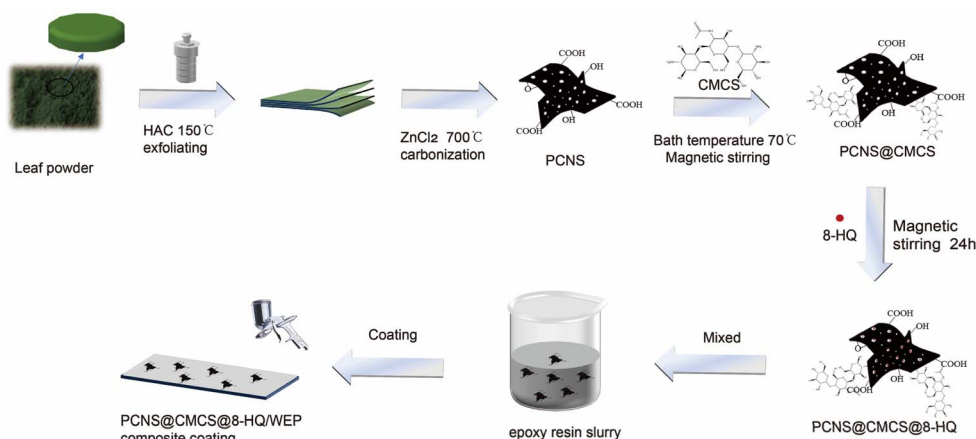 Leaf powder
HAC 150℃
exfoliating
ZnCl2 700℃
carbonization
COOH
OH
O
COOH
OH
PCNS
CMCS
Bath temperature 70℃
Magnetic stirring
COOH
OH
O
COOH
COOH
OH
PCNS@CMCS
8-HQ
Magnetic
stirring 24h
COOH
OH
O
COOH
OH
PCNS@CMCS@8-HQ
Mixed
epoxy resin slurry
Coating
PCNS@CMCS@8-HQ/WEP
composite coating